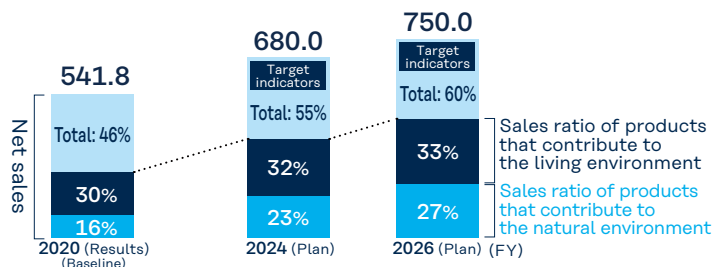 750.0
680.0
541.8
Target
indicators
Target
indicators
Total: 46%
Total: 55%
Total: 60%
Net sales
30%
32%
33%
16%
23%
27%
Sales ratio of products
that contribute to
the living environment
Sales ratio of products
that contribute to
the natural environment
2020 (Results)
(Baseline)
2024 (Plan)
2026 (Plan)
(FY)